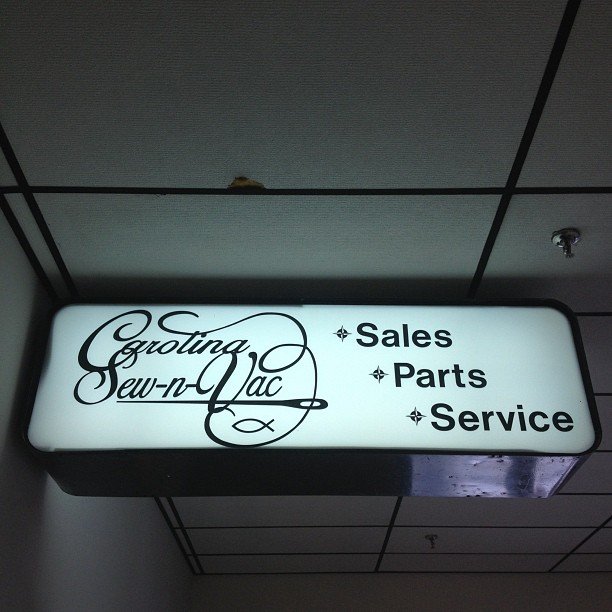 Carolina
Sew-n-Vac
Sales
Parts
Service